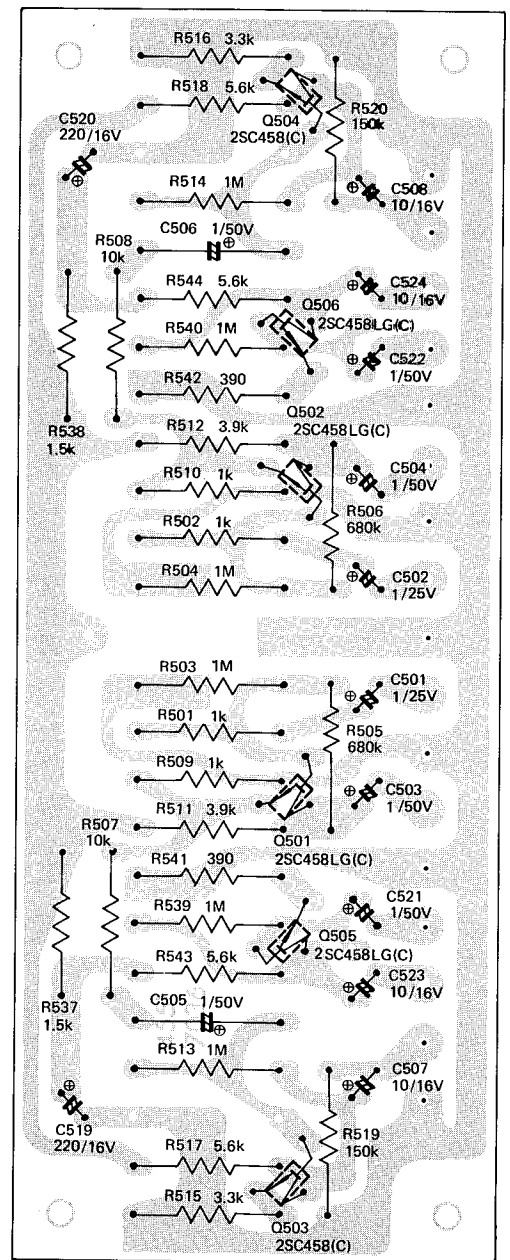 R516 3.3k
R518 5.6k
Q504
2SC458(C)
R520
150k
C520
220/16V
R514 1M
C508
10/16V
C506 1/50V
R508
10k
R544 5.6k
C524
10/16V
Q506
2SC458LG(C)
R540 1M
C522
1/50V
R542 390
Q502
2SC458LG(C)
R538
1.5k
R512 3.9k
C504
1/50V
R510 1k
R506
680k
R502 1k
R504 1M
C502
1/25V
R503 1M
C501
1/25V
R501 1k
R505
680k
R509 1k
C503
1/50V
R511 3.9k
Q501
2SC458LG(C)
R507
10k
R541 390
C521
1/50V
R539 1M
Q505
2SC458LG(C)
R543 5.6k
C523
10/16V
R537
1.5k
C505 1/50V
R513 1M
C507
10/16V
C519
220/16V
R519
150k
R517 5.6k
R515 3.3k
Q503
2SC458(C)